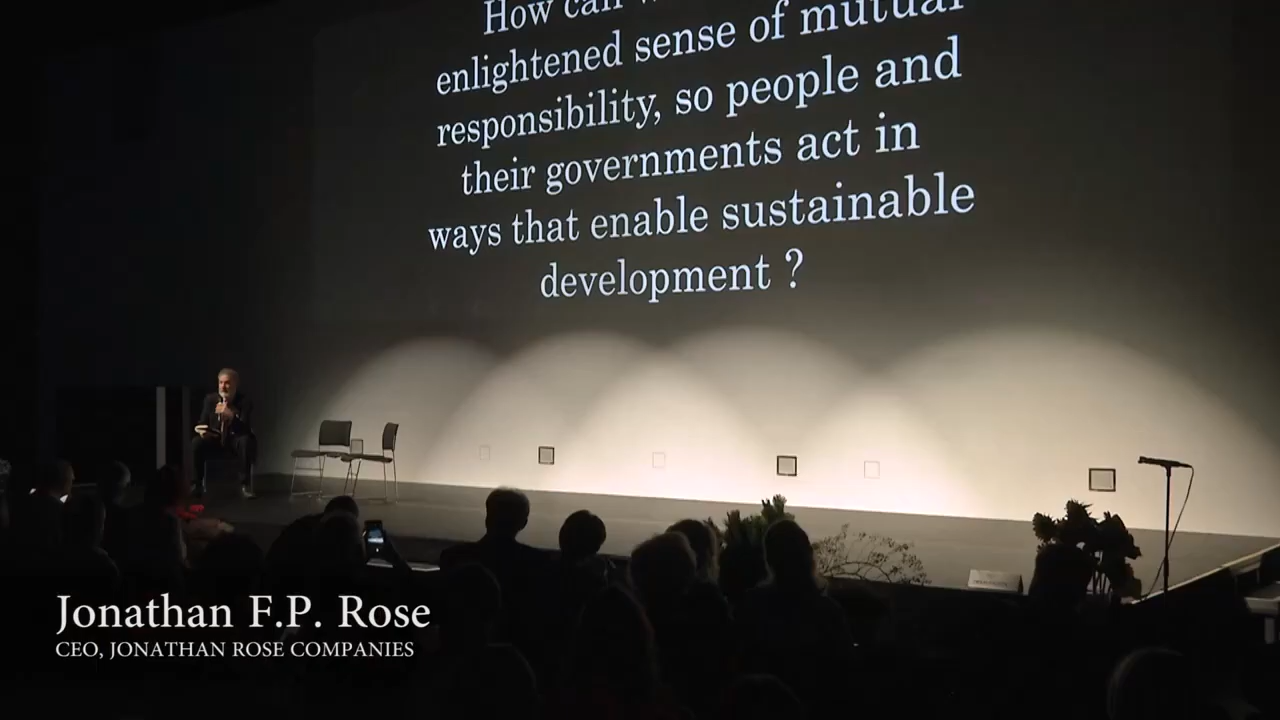 How can
enlightened sense of mutual
responsibility, so people and
their governments act in
ways that enable sustainable
development ?
Jonathan F.P. Rose
CEO, JONATHAN ROSE COMPANIES